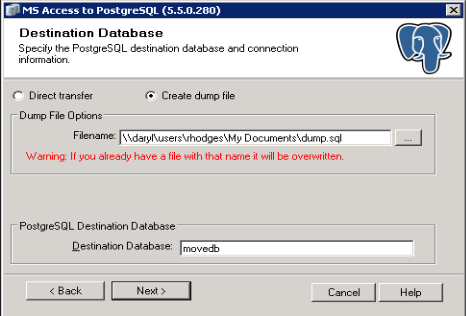 MS Access to PostgreSQL (5.5.0.280)
Destination Database
Specify the PostgreSQL destination database and connection
information.
Direct transfer
Create dump file
Dump File Options
Filename: \\daryl\users\rhodges\My Documents\dump.sql ...
Warning: If you already have a file with that name it will be overwritten.
PostgreSQL Destination Database
Destination Database: movedb
< Back Next > Cancel Help